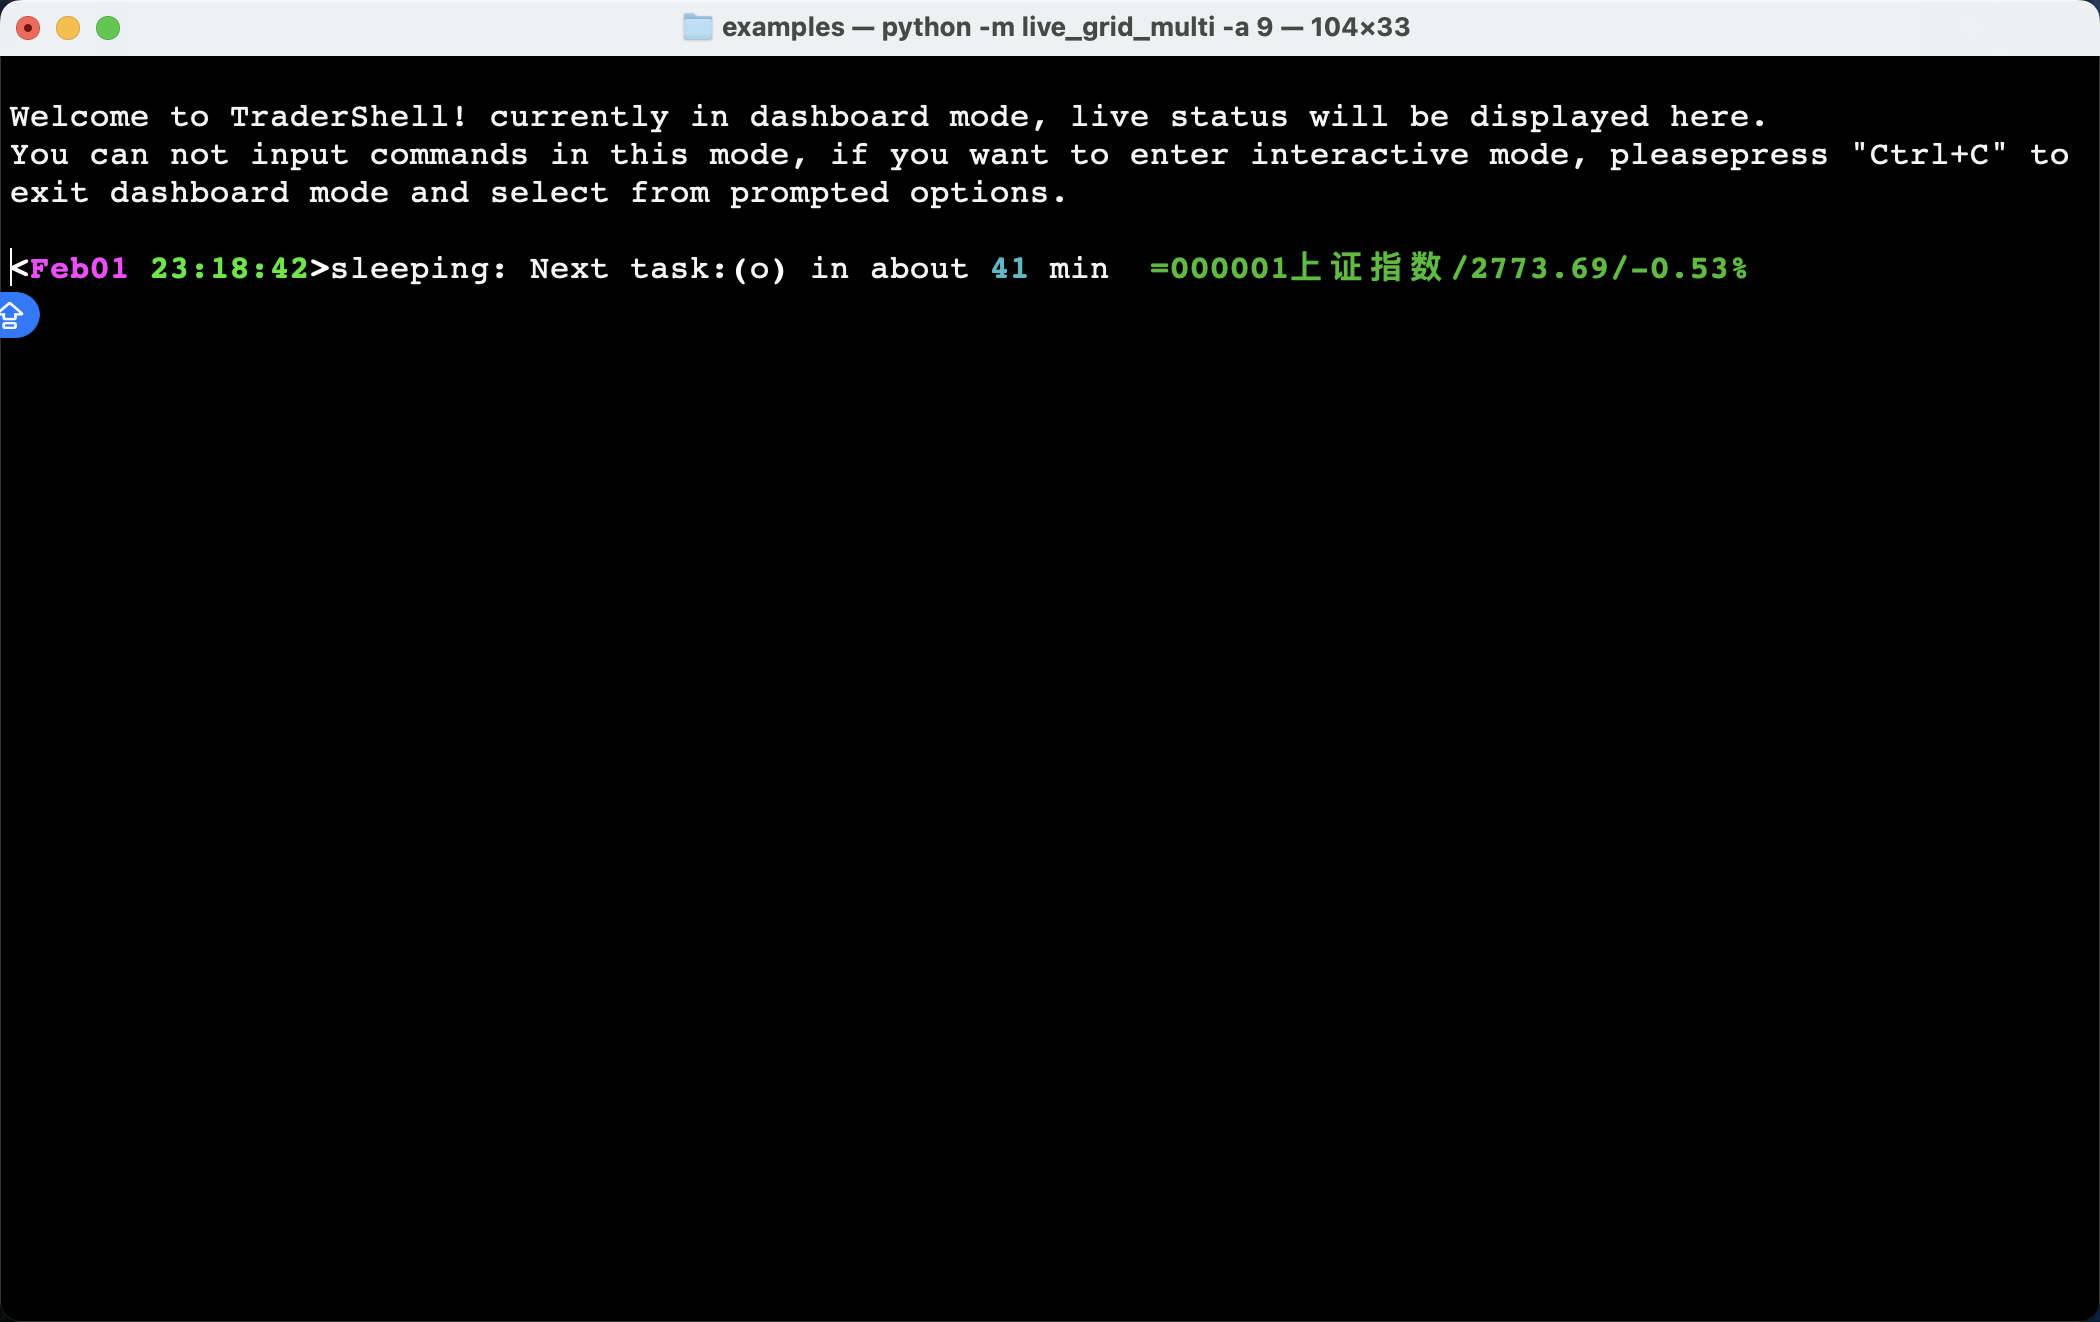 examples — python -m live_grid_multi -a 9 — 104×33
Welcome to TraderShell! currently in dashboard mode, live status will be displayed here.
You can not input commands in this mode, if you want to enter interactive mode, pleasepress "Ctrl+C" to
exit dashboard mode and select from prompted options.
<Feb01 23:18:42>sleeping: Next task:(o) in about 41 min  =000001上证指数/2773.69/-0.53%